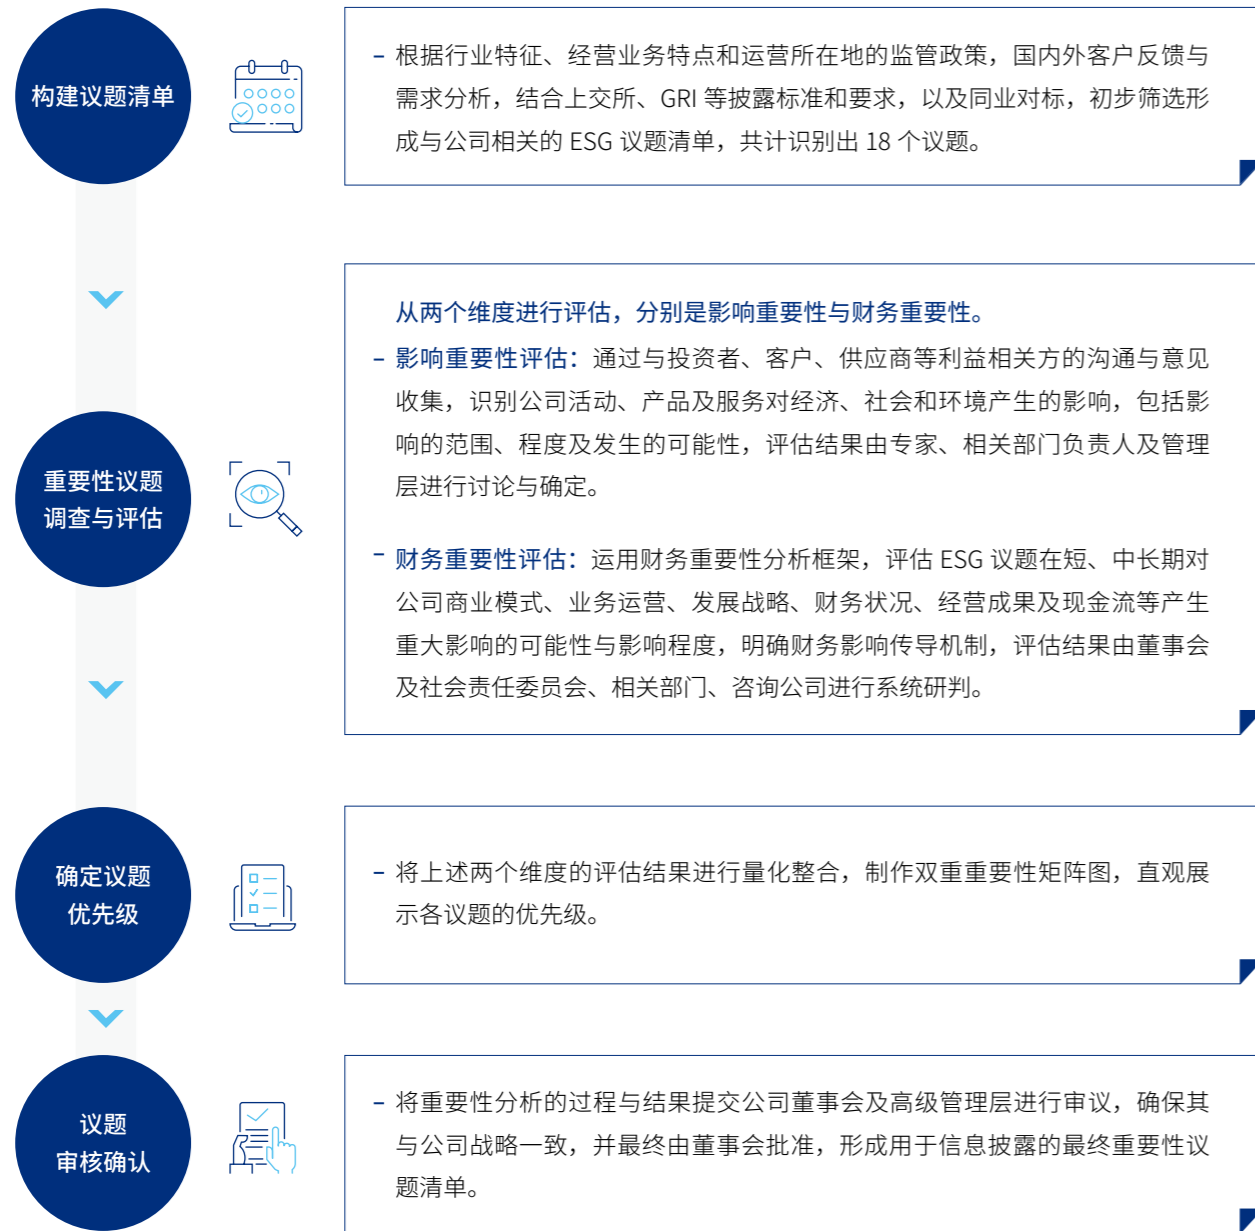 构建议题清单
– 根据行业特征、经营业务特点和运营所在地的监管政策，国内外客户反馈与
需求分析，结合上交所、GRI 等披露标准和要求，以及同业对标，初步筛选形
成与公司相关的 ESG 议题清单，共计识别出 18 个议题。
重要性议题
调查与评估
从两个维度进行评估，分别是影响重要性与财务重要性。
– 影响重要性评估：通过与投资者、客户、供应商等利益相关方的沟通与意见
收集，识别公司活动、产品及服务对经济、社会和环境产生的影响，包括影
响的范围、程度及发生的可能性，评估结果由专家、相关部门负责人及管理
层进行讨论与确定。
– 财务重要性评估：运用财务重要性分析框架，评估 ESG 议题在短、中长期对
公司商业模式、业务运营、发展战略、财务状况、经营成果及现金流等产生
重大影响的可能性与影响程度，明确财务影响传导机制，评估结果由董事会
及社会责任委员会、相关部门、咨询公司进行系统研判。
确定议题
优先级
– 将上述两个维度的评估结果进行量化整合，制作双重重要性矩阵图，直观展
示各议题的优先级。
议题
审核确认
– 将重要性分析的过程与结果提交公司董事会及高级管理层进行审议，确保其
与公司战略一致，并最终由董事会批准，形成用于信息披露的最终重要性议
题清单。